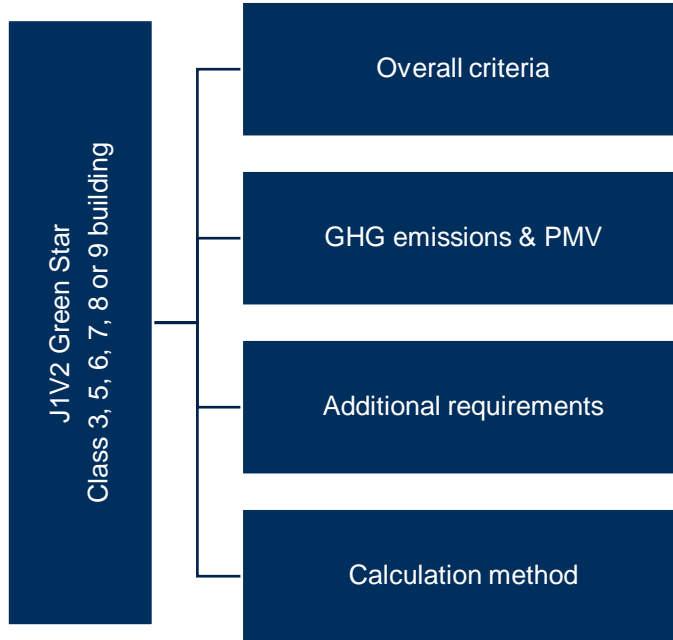 J1V2 Green Star
Class 3, 5, 6, 7, 8 or 9 building
Overall criteria
GHG emissions & PMV
Additional requirements
Calculation method